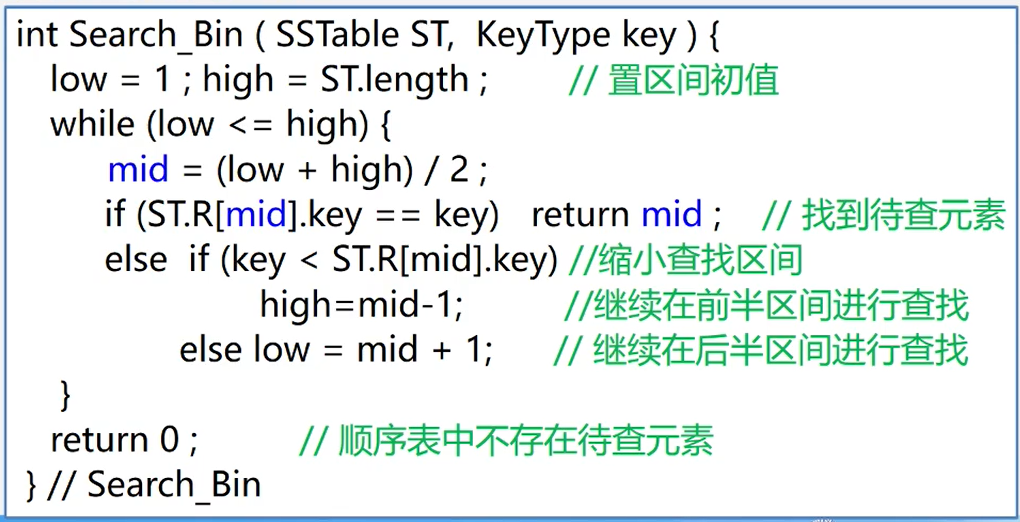 int Search_Bin ( SSTable ST, KeyType key ) {
low = 1 ; high = ST.length ; // 置区间初值
while (low <= high) {
mid = (low + high) / 2 ;
if (ST.R[mid].key == key) return mid ; // 找到待查元素
else if (key < ST.R[mid].key) //缩小查找区间
high=mid-1; //继续在前半区间进行查找
else low = mid + 1; // 继续在后半区间进行查找
}
return 0 ; // 顺序表中不存在待查元素
} // Search_Bin